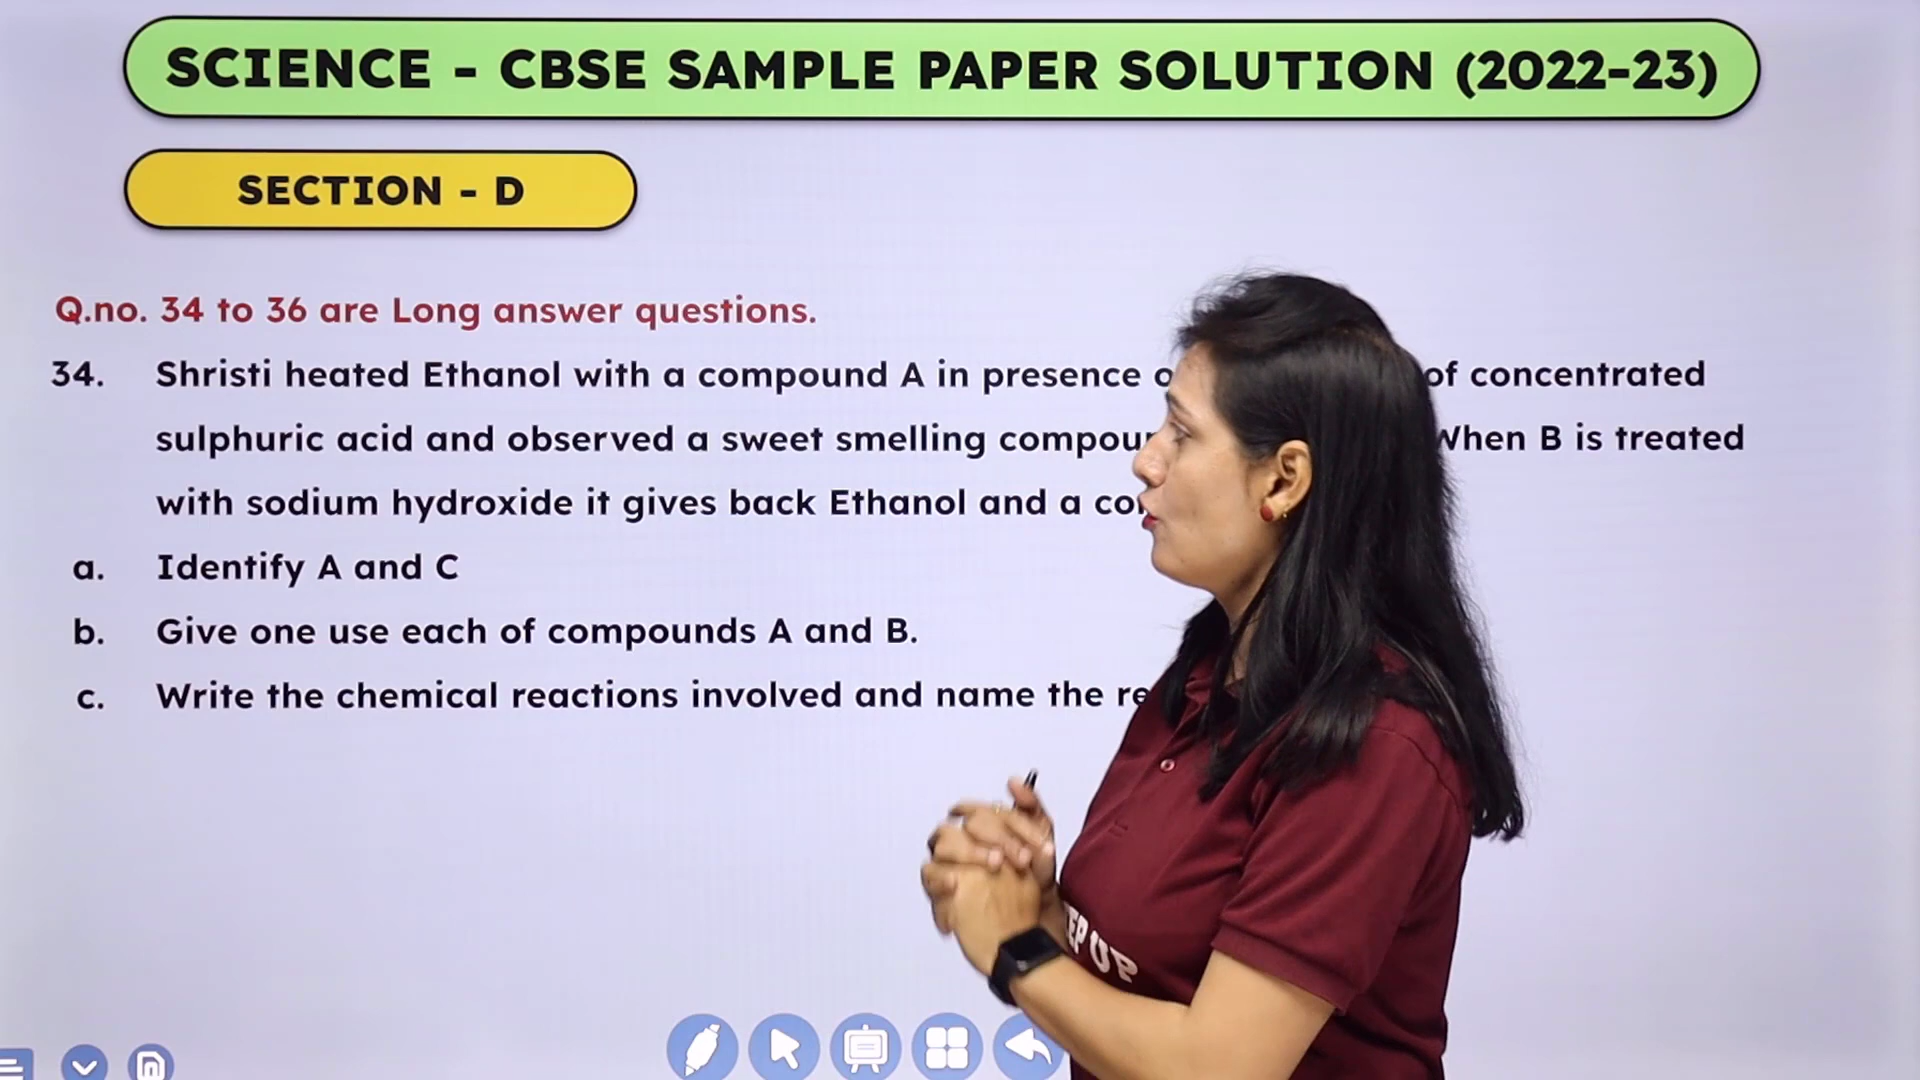 SCIENCE - CBSE SAMPLE PAPER SOLUTION (2022-23)
SECTION - D
Q.no. 34 to 36 are Long answer questions.
34. Shristi heated Ethanol with a compound A in presence of concentrated
sulphuric acid and observed a sweet smelling When B is treated
with sodium hydroxide it gives back Ethanol and a
a. Identify A and C
b. Give one use each of compounds A and B.
c. Write the chemical reactions involved and name the
UP